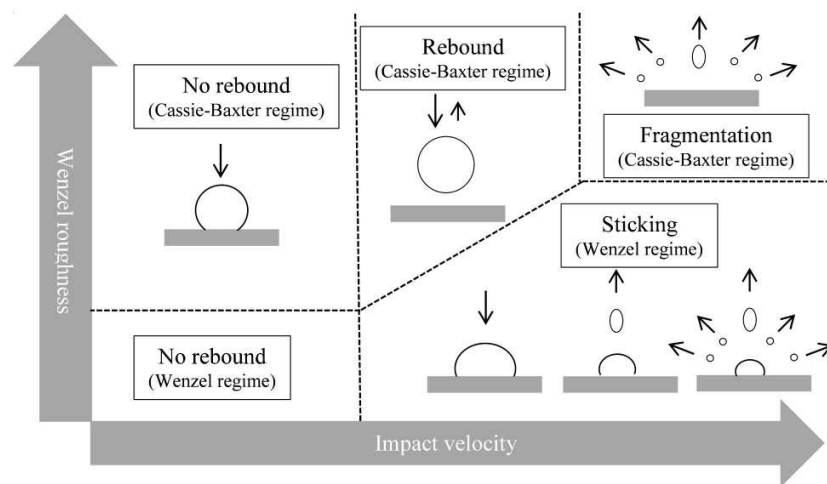 Wenzel roughness
No rebound
(Cassie-Baxter regime)
Rebound
(Cassie-Baxter regime)
Fragmentation
(Cassie-Baxter regime)
Sticking
(Wenzel regime)
No rebound
(Wenzel regime)
Impact velocity